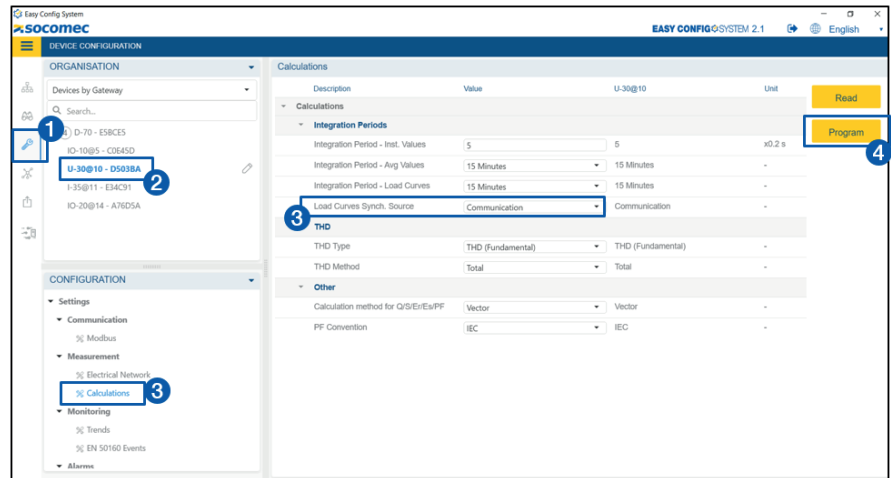 Easy Config System
socomec
EASY CONFIG SYSTEM 2.1
English
DEVICE CONFIGURATION
ORGANISATION
Devices by Gateway
Search...
1
D-70 - E5BCE5
IO-10@5 - C0E45D
U-30@10 - D503BA
2
I-35@11 - E34C91
IO-20@14 - A76D5A
CONFIGURATION
Settings
Communication
Modbus
Measurement
Electrical Network
Calculations
3
Monitoring
Trends
EN 50160 Events
Alarms
Calculations
Description Value U-30@10 Unit
Calculations
Integration Periods
Integration Period - Inst. Values 5 5 x0.2 s
Integration Period - Avg Values 15 Minutes 15 Minutes -
Integration Period - Load Curves 15 Minutes 15 Minutes -
3
Load Curves Synch. Source Communication Communication -
THD
THD Type THD (Fundamental) THD (Fundamental) -
THD Method Total Total -
Other
Calculation method for Q/S/Er/Es/PF Vector Vector -
PF Convention IEC IEC -
Read
Program
4